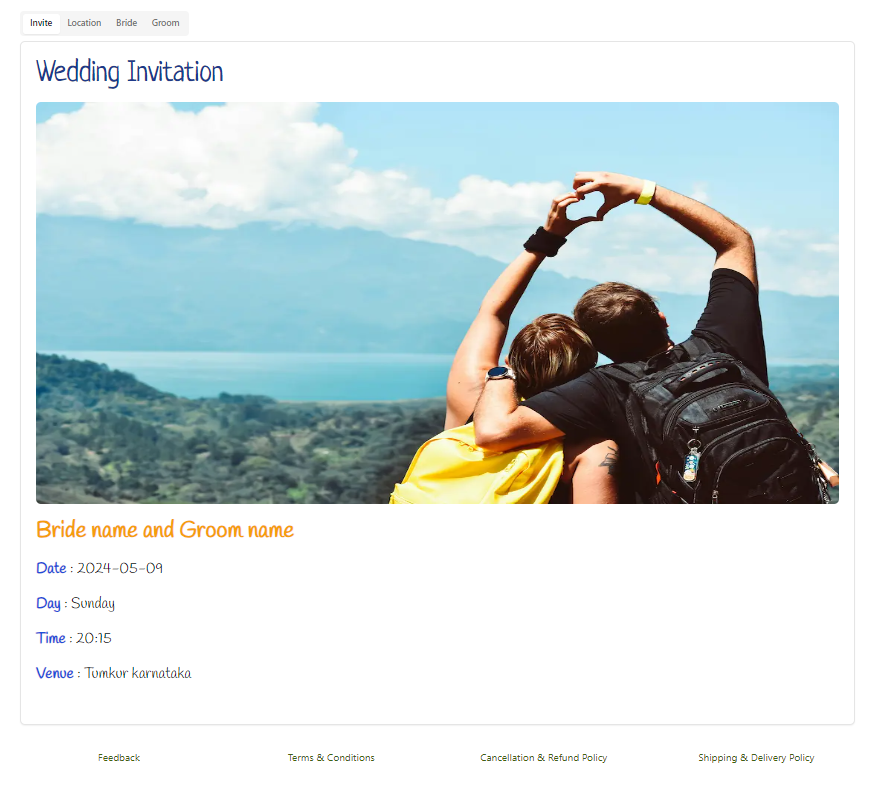 Invite Location Bride Groom
Wedding Invitation
Bride name and Groom name
Date : 2024-05-09
Day : Sunday
Time : 20:15
Venue : Tumkur karnataka
Feedback Terms & Conditions Cancellation & Refund Policy Shipping & Delivery Policy